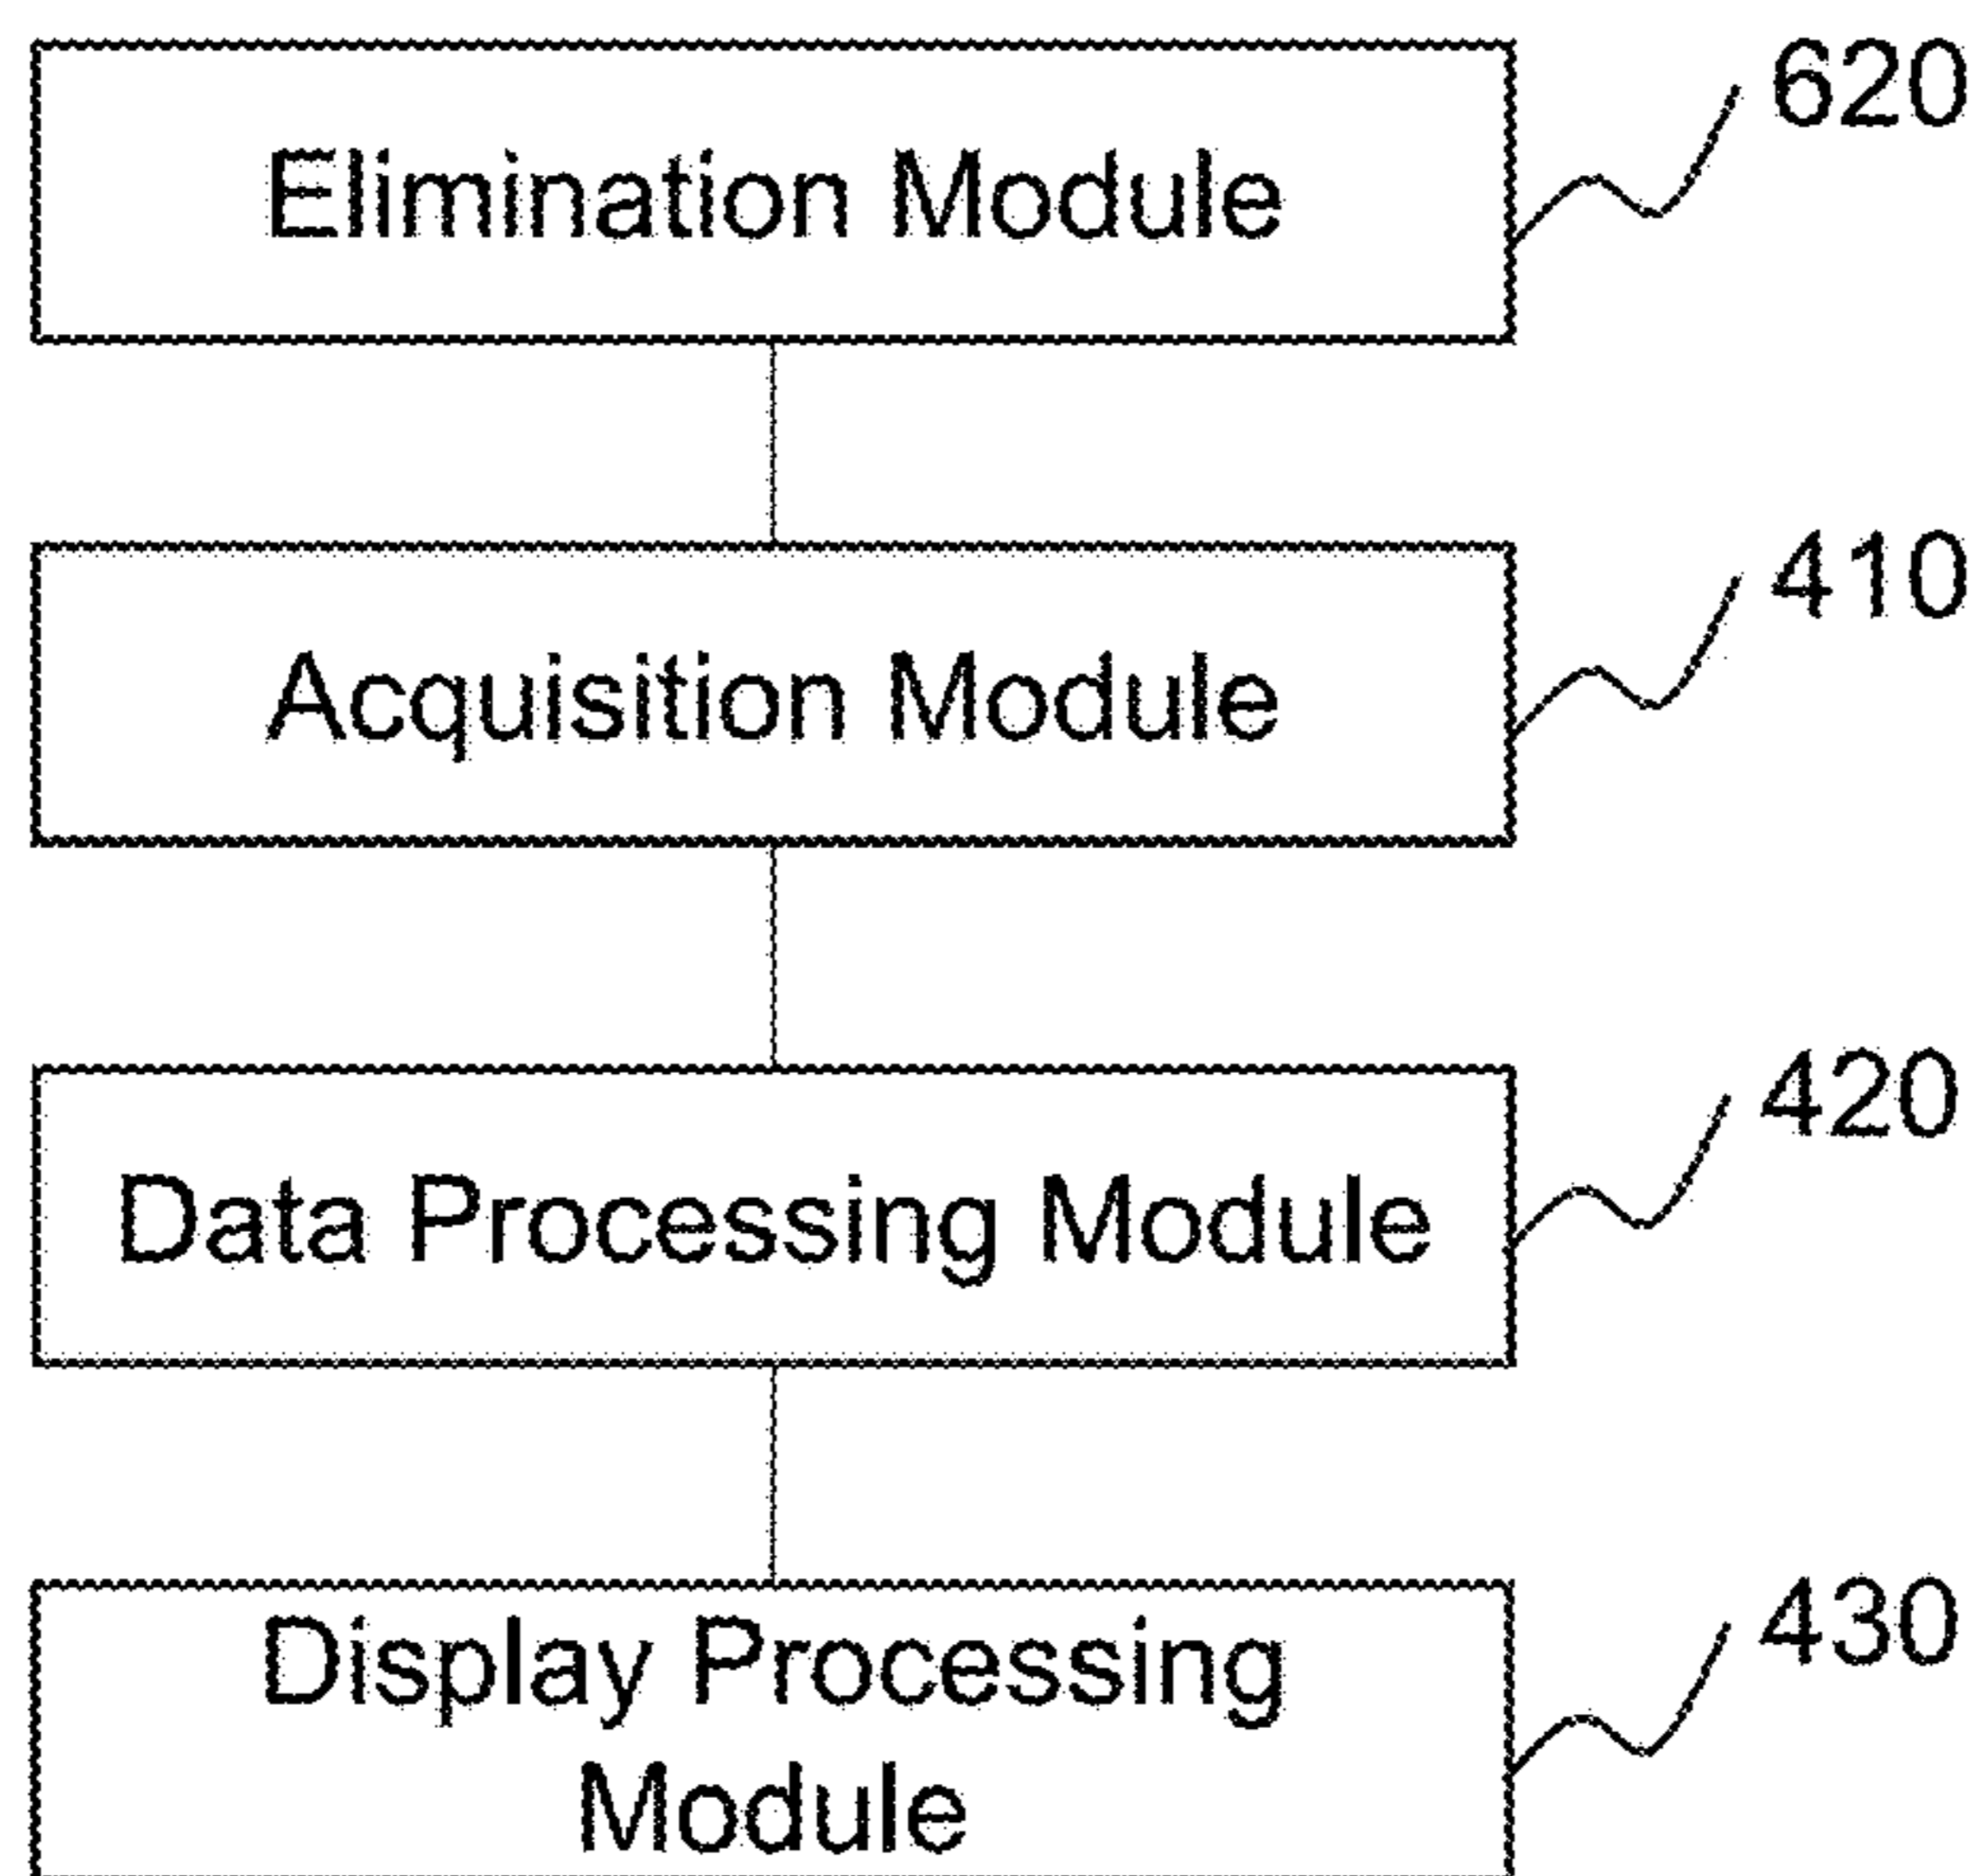 620
Elimination Module
410
Acquisition Module
420
Data Processing Module
430
Display Processing
Module